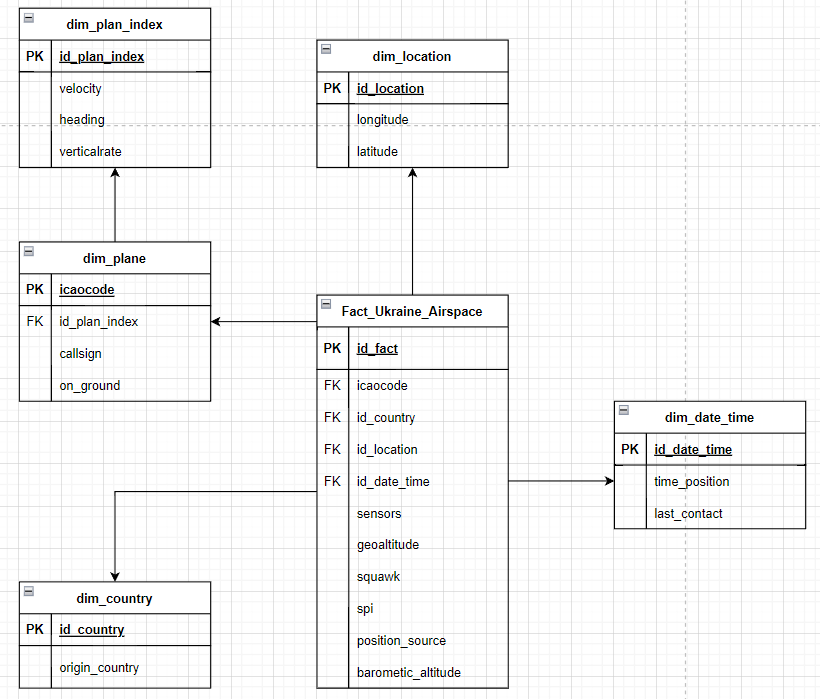 dim_plan_index
PK id_plan_index
velocity
heading
verticalrate
dim_location
PK id_location
longitude
latitude
dim_plane
PK icaocode
FK id_plan_index
callsign
on_ground
Fact_Ukraine_Airspace
PK id_fact
FK icaocode
FK id_country
FK id_location
FK id_date_time
sensors
geoaltitude
squawk
spi
position_source
barometic_altitude
dim_date_time
PK id_date_time
time_position
last_contact
dim_country
PK id_country
origin_country